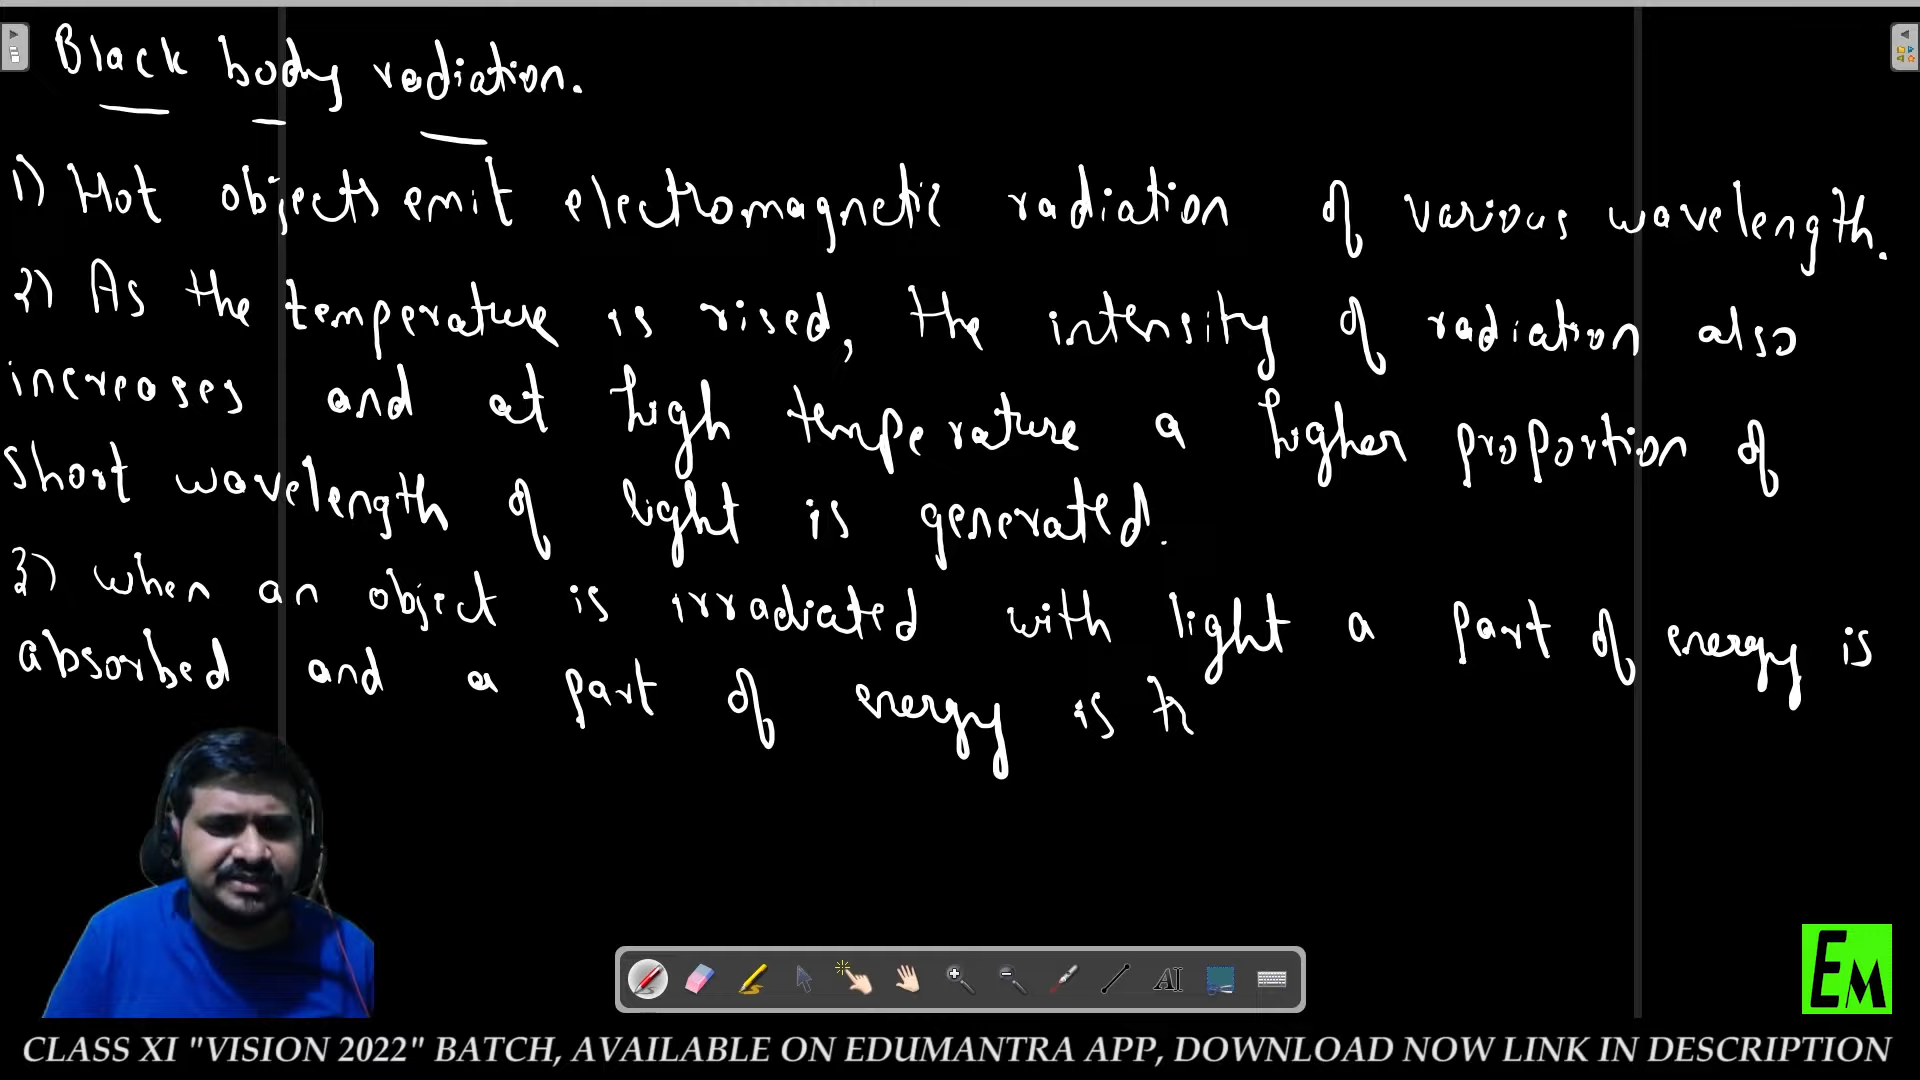 Black body radiation.
1) Hot objects emit electromagnetic radiation of various wavelength.
2) As the temperature is rised, the intensity of radiation also
increases and at high temperature a higher proportion of
short wavelength of light is generated.
3) When an object is irradiated with light a part of energy is
absorbed and a part of energy is tr
AI
EM
CLASS XI "VISION 2022" BATCH, AVAILABLE ON EDUMANTRA APP, DOWNLOAD NOW LINK IN DESCRIPTION